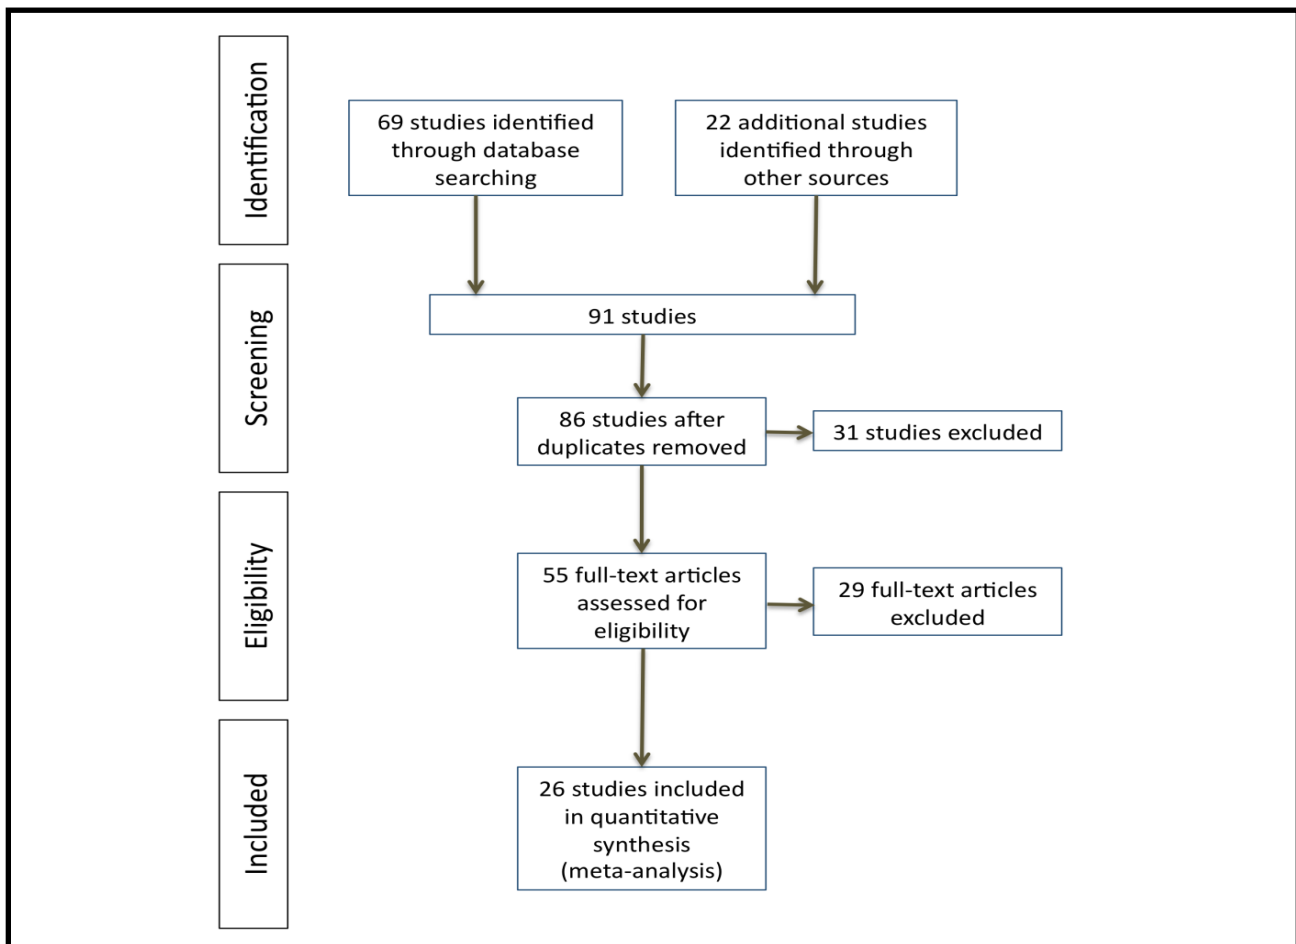 Identification
69 studies identified
through database
searching
22 additional studies
identified through
other sources
Screening
91 studies
86 studies after
duplicates removed
31 studies excluded
Eligibility
55 full-text articles
assessed for
eligibility
29 full-text articles
excluded
Included
26 studies included
in quantitative
synthesis
(meta-analysis)